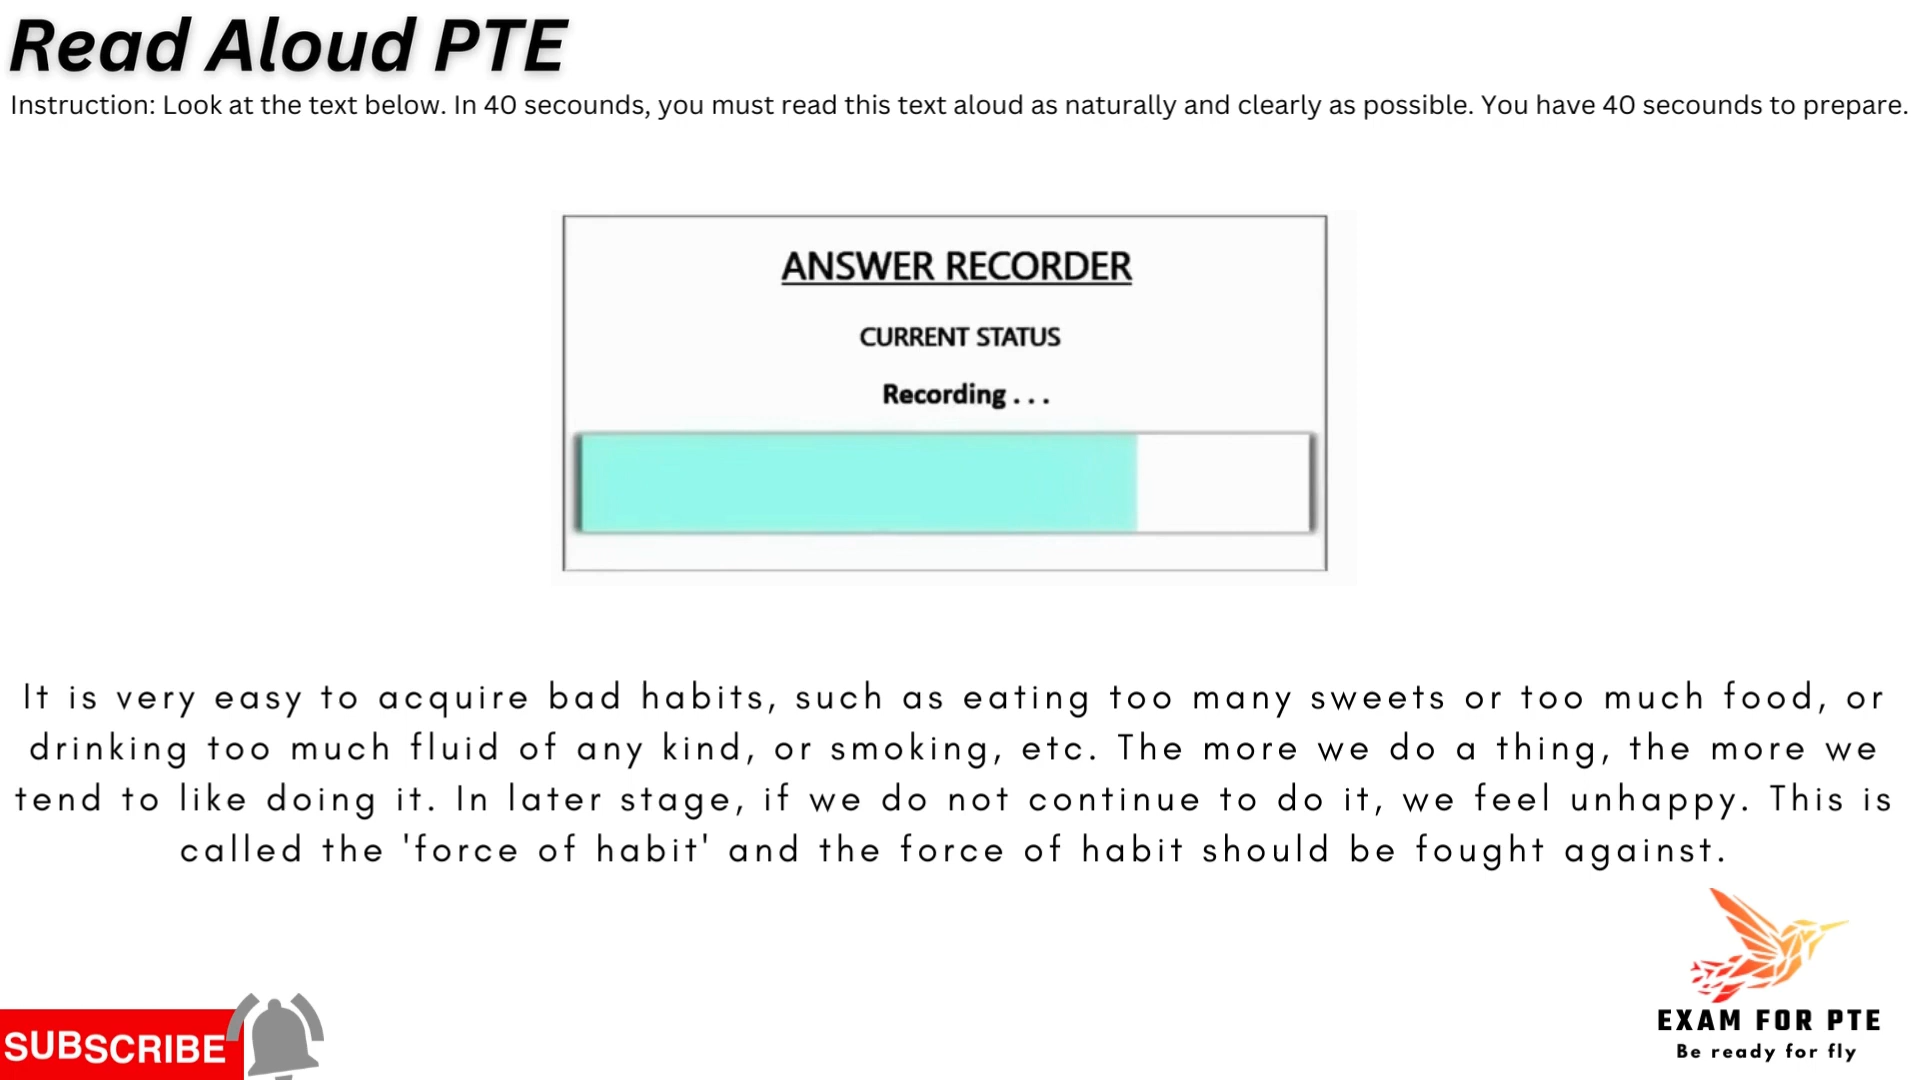 Read Aloud PTE
Instruction: Look at the text below. In 40 secounds, you must read this text aloud as naturally and clearly as possible. You have 40 secounds to prepare.
ANSWER RECORDER
CURRENT STATUS
Recording . . .
It is very easy to acquire bad habits, such as eating too many sweets or too much food, or
drinking too much fluid of any kind, or smoking, etc. The more we do a thing, the more we
tend to like doing it. In later stage, if we do not continue to do it, we feel unhappy. This is
called the 'force of habit' and the force of habit should be fought against.
SUBSCRIBE
EXAM FOR PTE
Be ready for fly